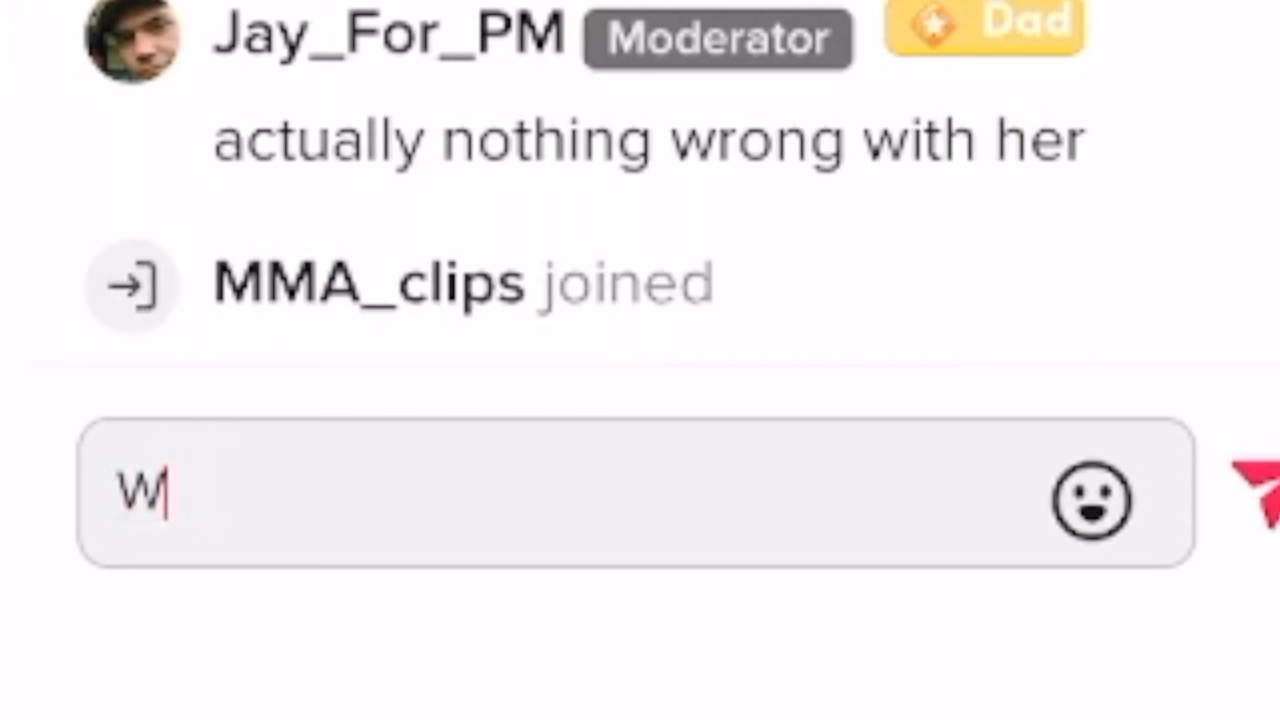 Jay_For_PM Moderator Dad
actually nothing wrong with her
MMA_clips joined
W